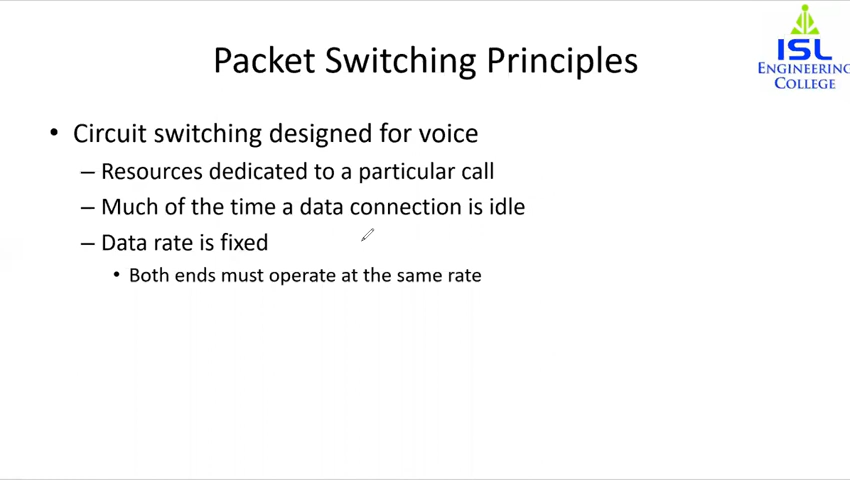 Packet Switching Principles
ISL
ENGINEERING
COLLEGE
• Circuit switching designed for voice
– Resources dedicated to a particular call
– Much of the time a data connection is idle
– Data rate is fixed
• Both ends must operate at the same rate